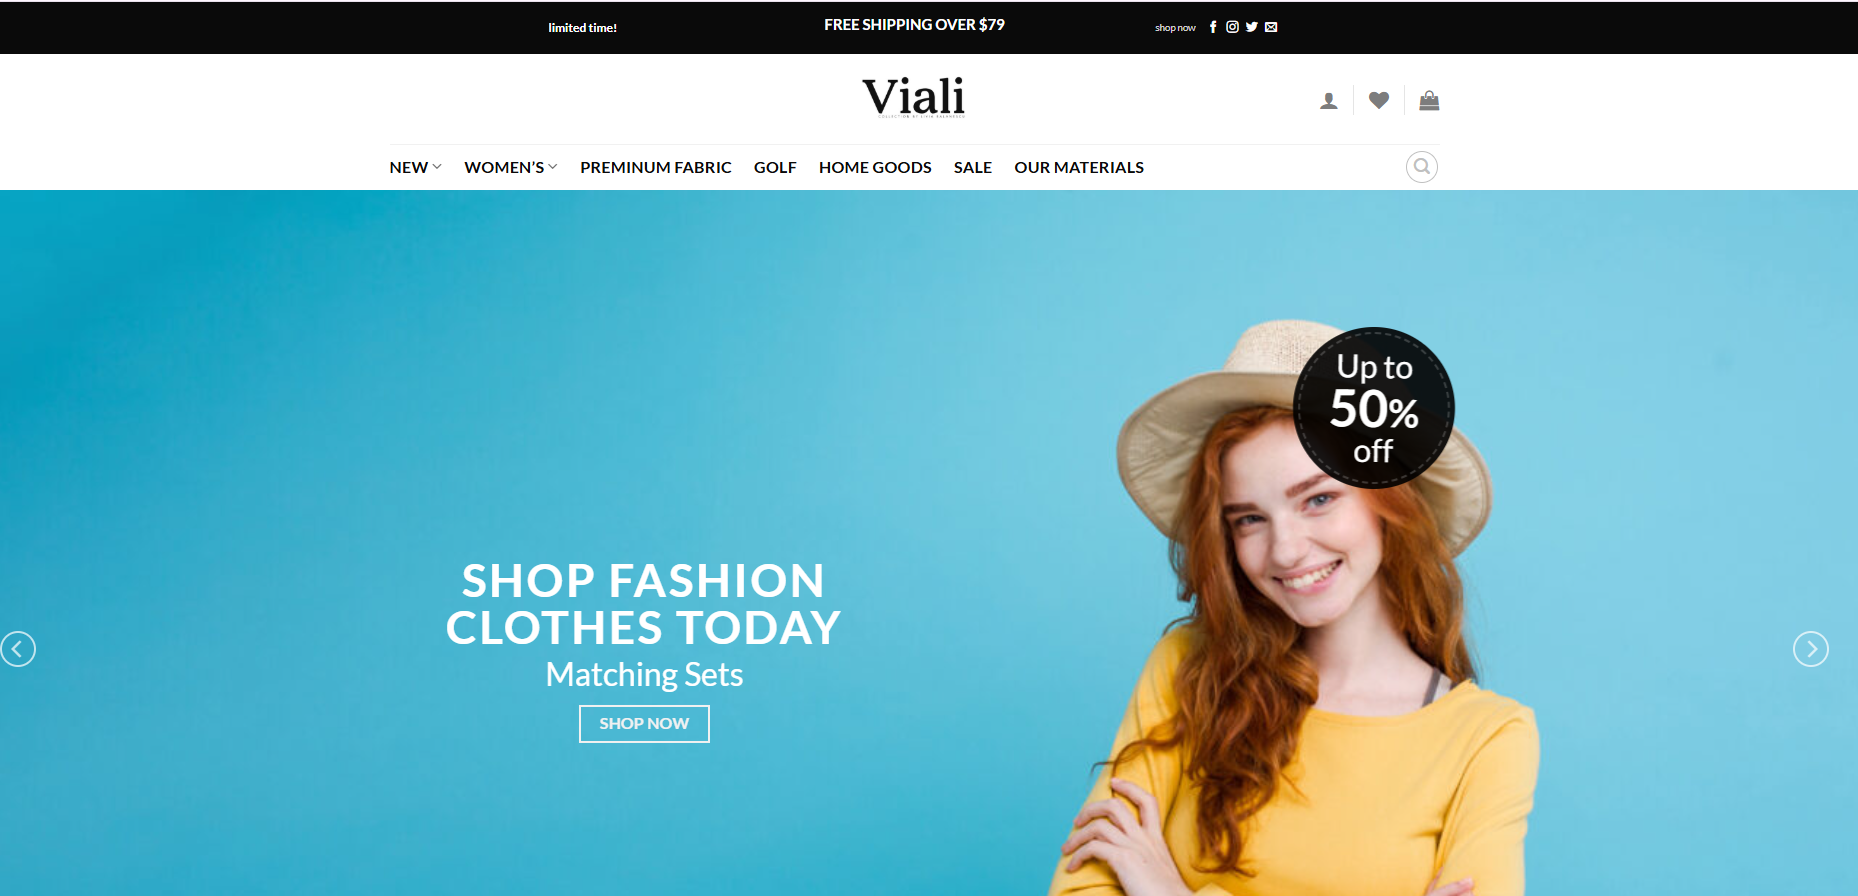 limited time!
FREE SHIPPING OVER $79
shop now
Viali
NEW
WOMEN'S
PREMINUM FABRIC
GOLF
HOME GOODS
SALE
OUR MATERIALS
Up to
50%
off
SHOP FASHION
CLOTHES TODAY
Matching Sets
SHOP NOW